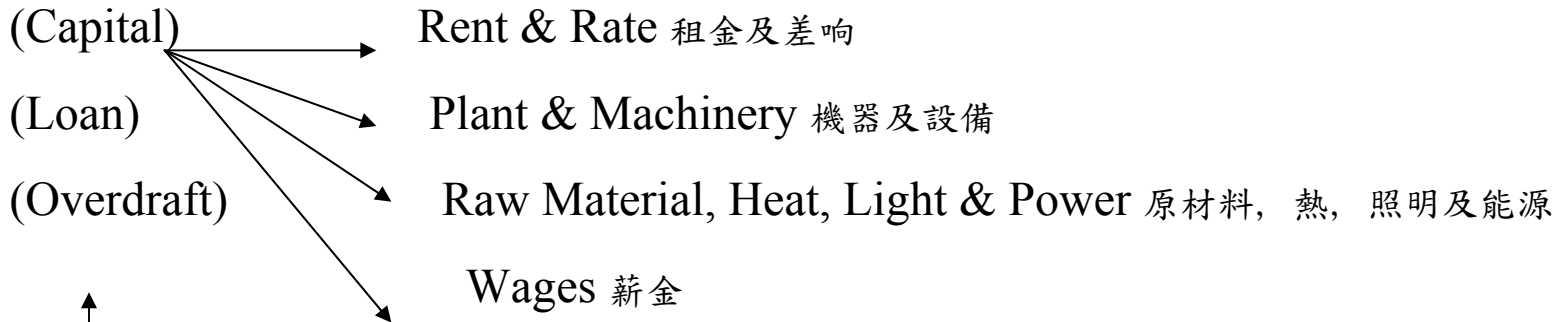 (Capital) Rent & Rate 租金及差响
(Loan) Plant & Machinery 機器及設備
(Overdraft) Raw Material, Heat, Light & Power 原材料, 熱, 照明及能源
Wages 薪金